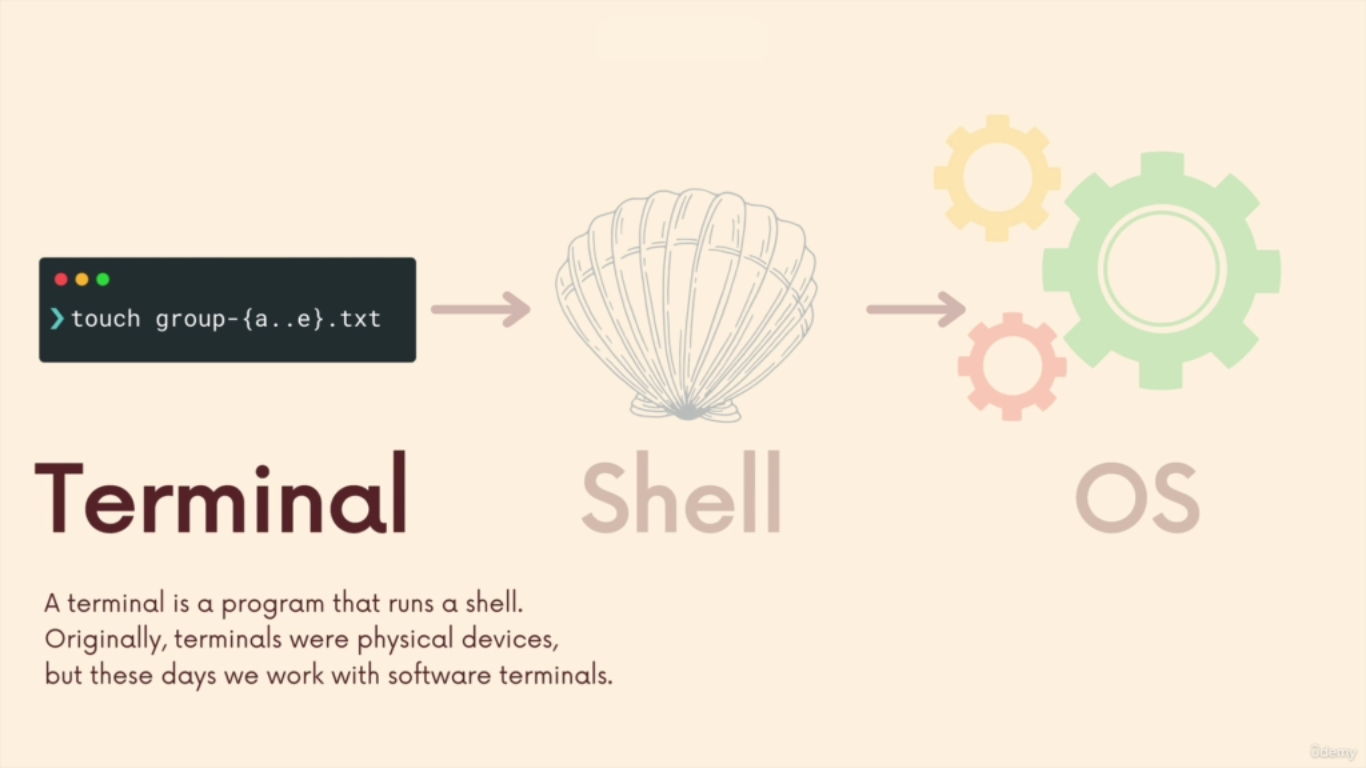 ❯ touch group-{a..e}.txt
Terminal
Shell
OS
A terminal is a program that runs a shell.
Originally, terminals were physical devices,
but these days we work with software terminals.
ûdemy